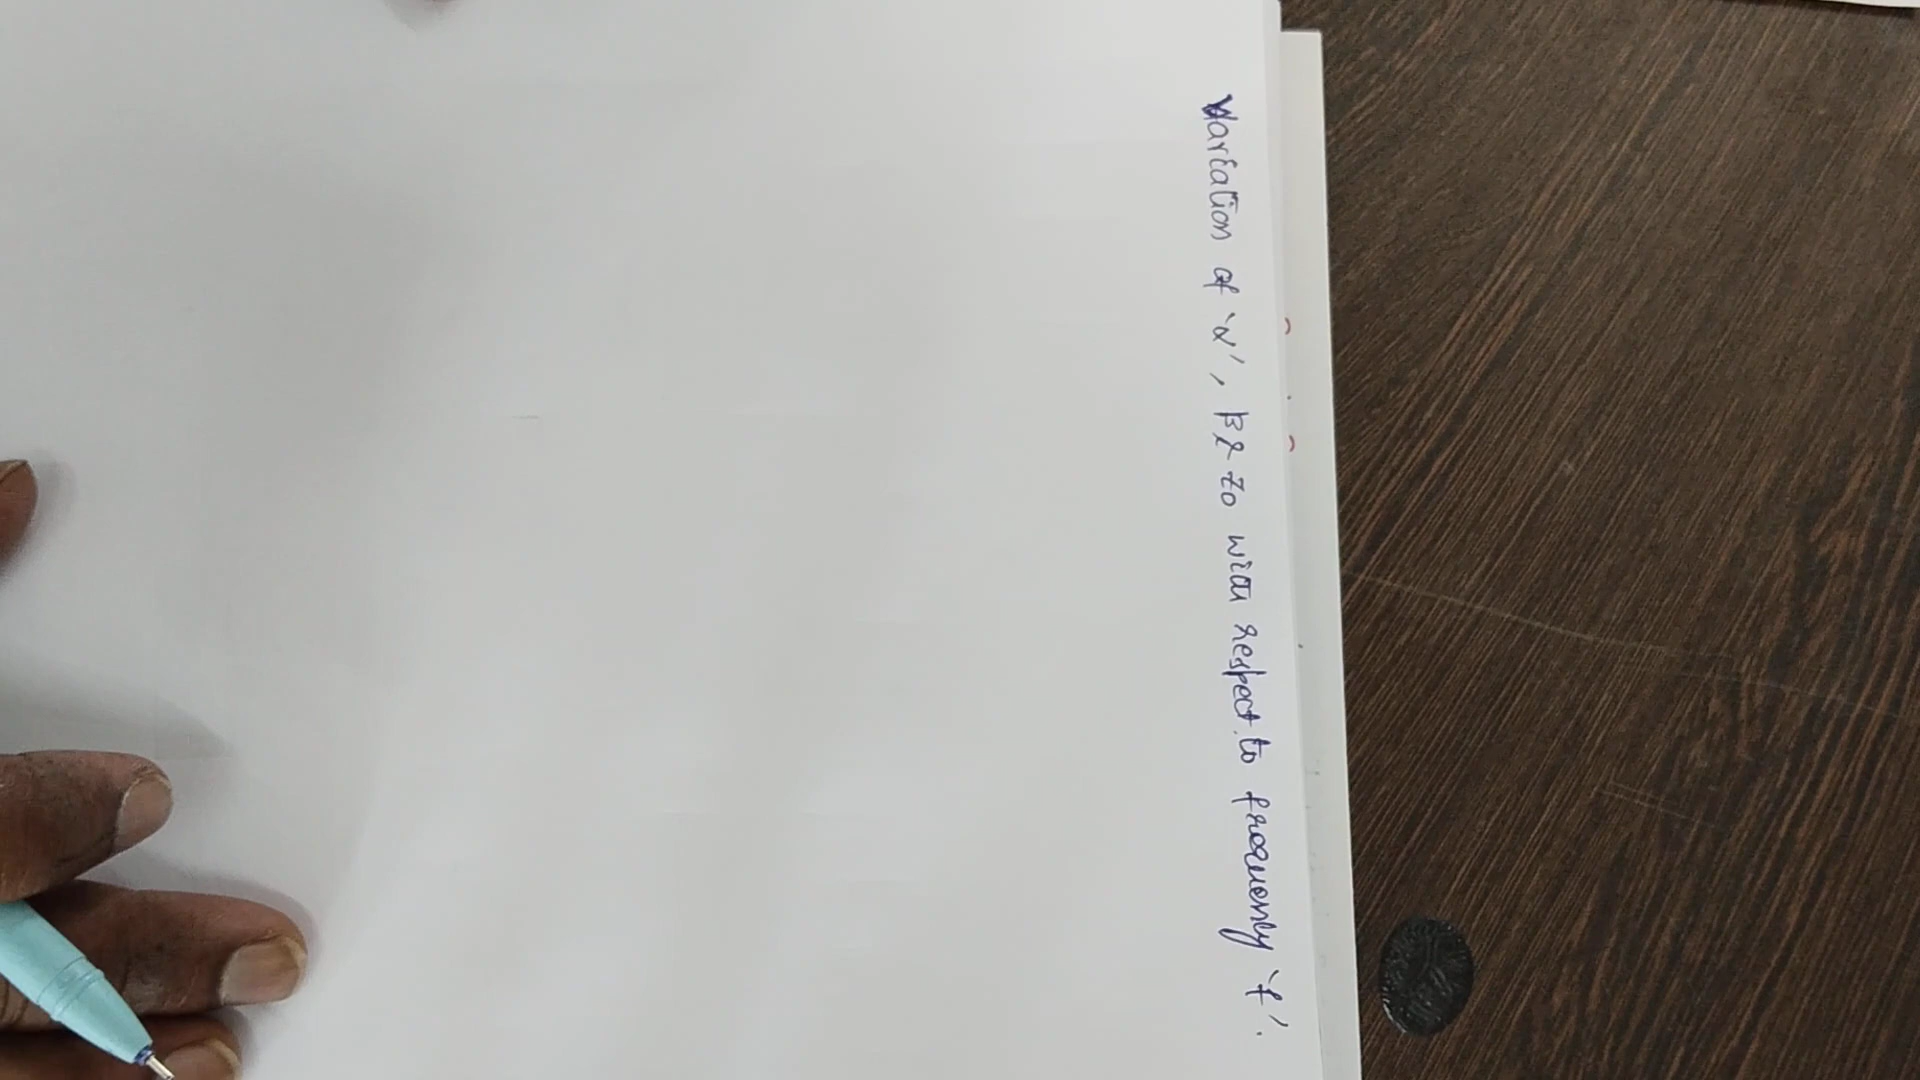 Variation of 'α', β & Zo with respect to frequency 'f'.